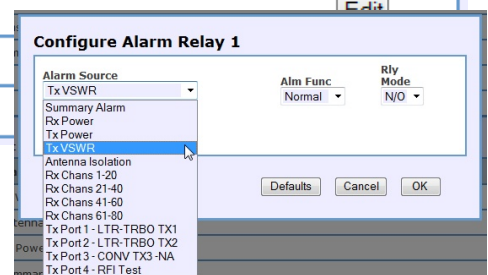 Edit
Configure Alarm Relay 1
Alarm Source
Alm Func
Rly Mode
Tx VSWR
Normal
N/O
Summary Alarm
Rx Power
Tx Power
Tx VSWR
Antenna Isolation
Rx Chans 1-20
Rx Chans 21-40
Rx Chans 41-60
Rx Chans 61-80
Tx Port 1 - LTR-TRBO TX1
Tx Port 2 - LTR-TRBO TX2
Tx Port 3 - CONV TX3 -NA
Tx Port 4 - RFI Test
Defaults
Cancel
OK